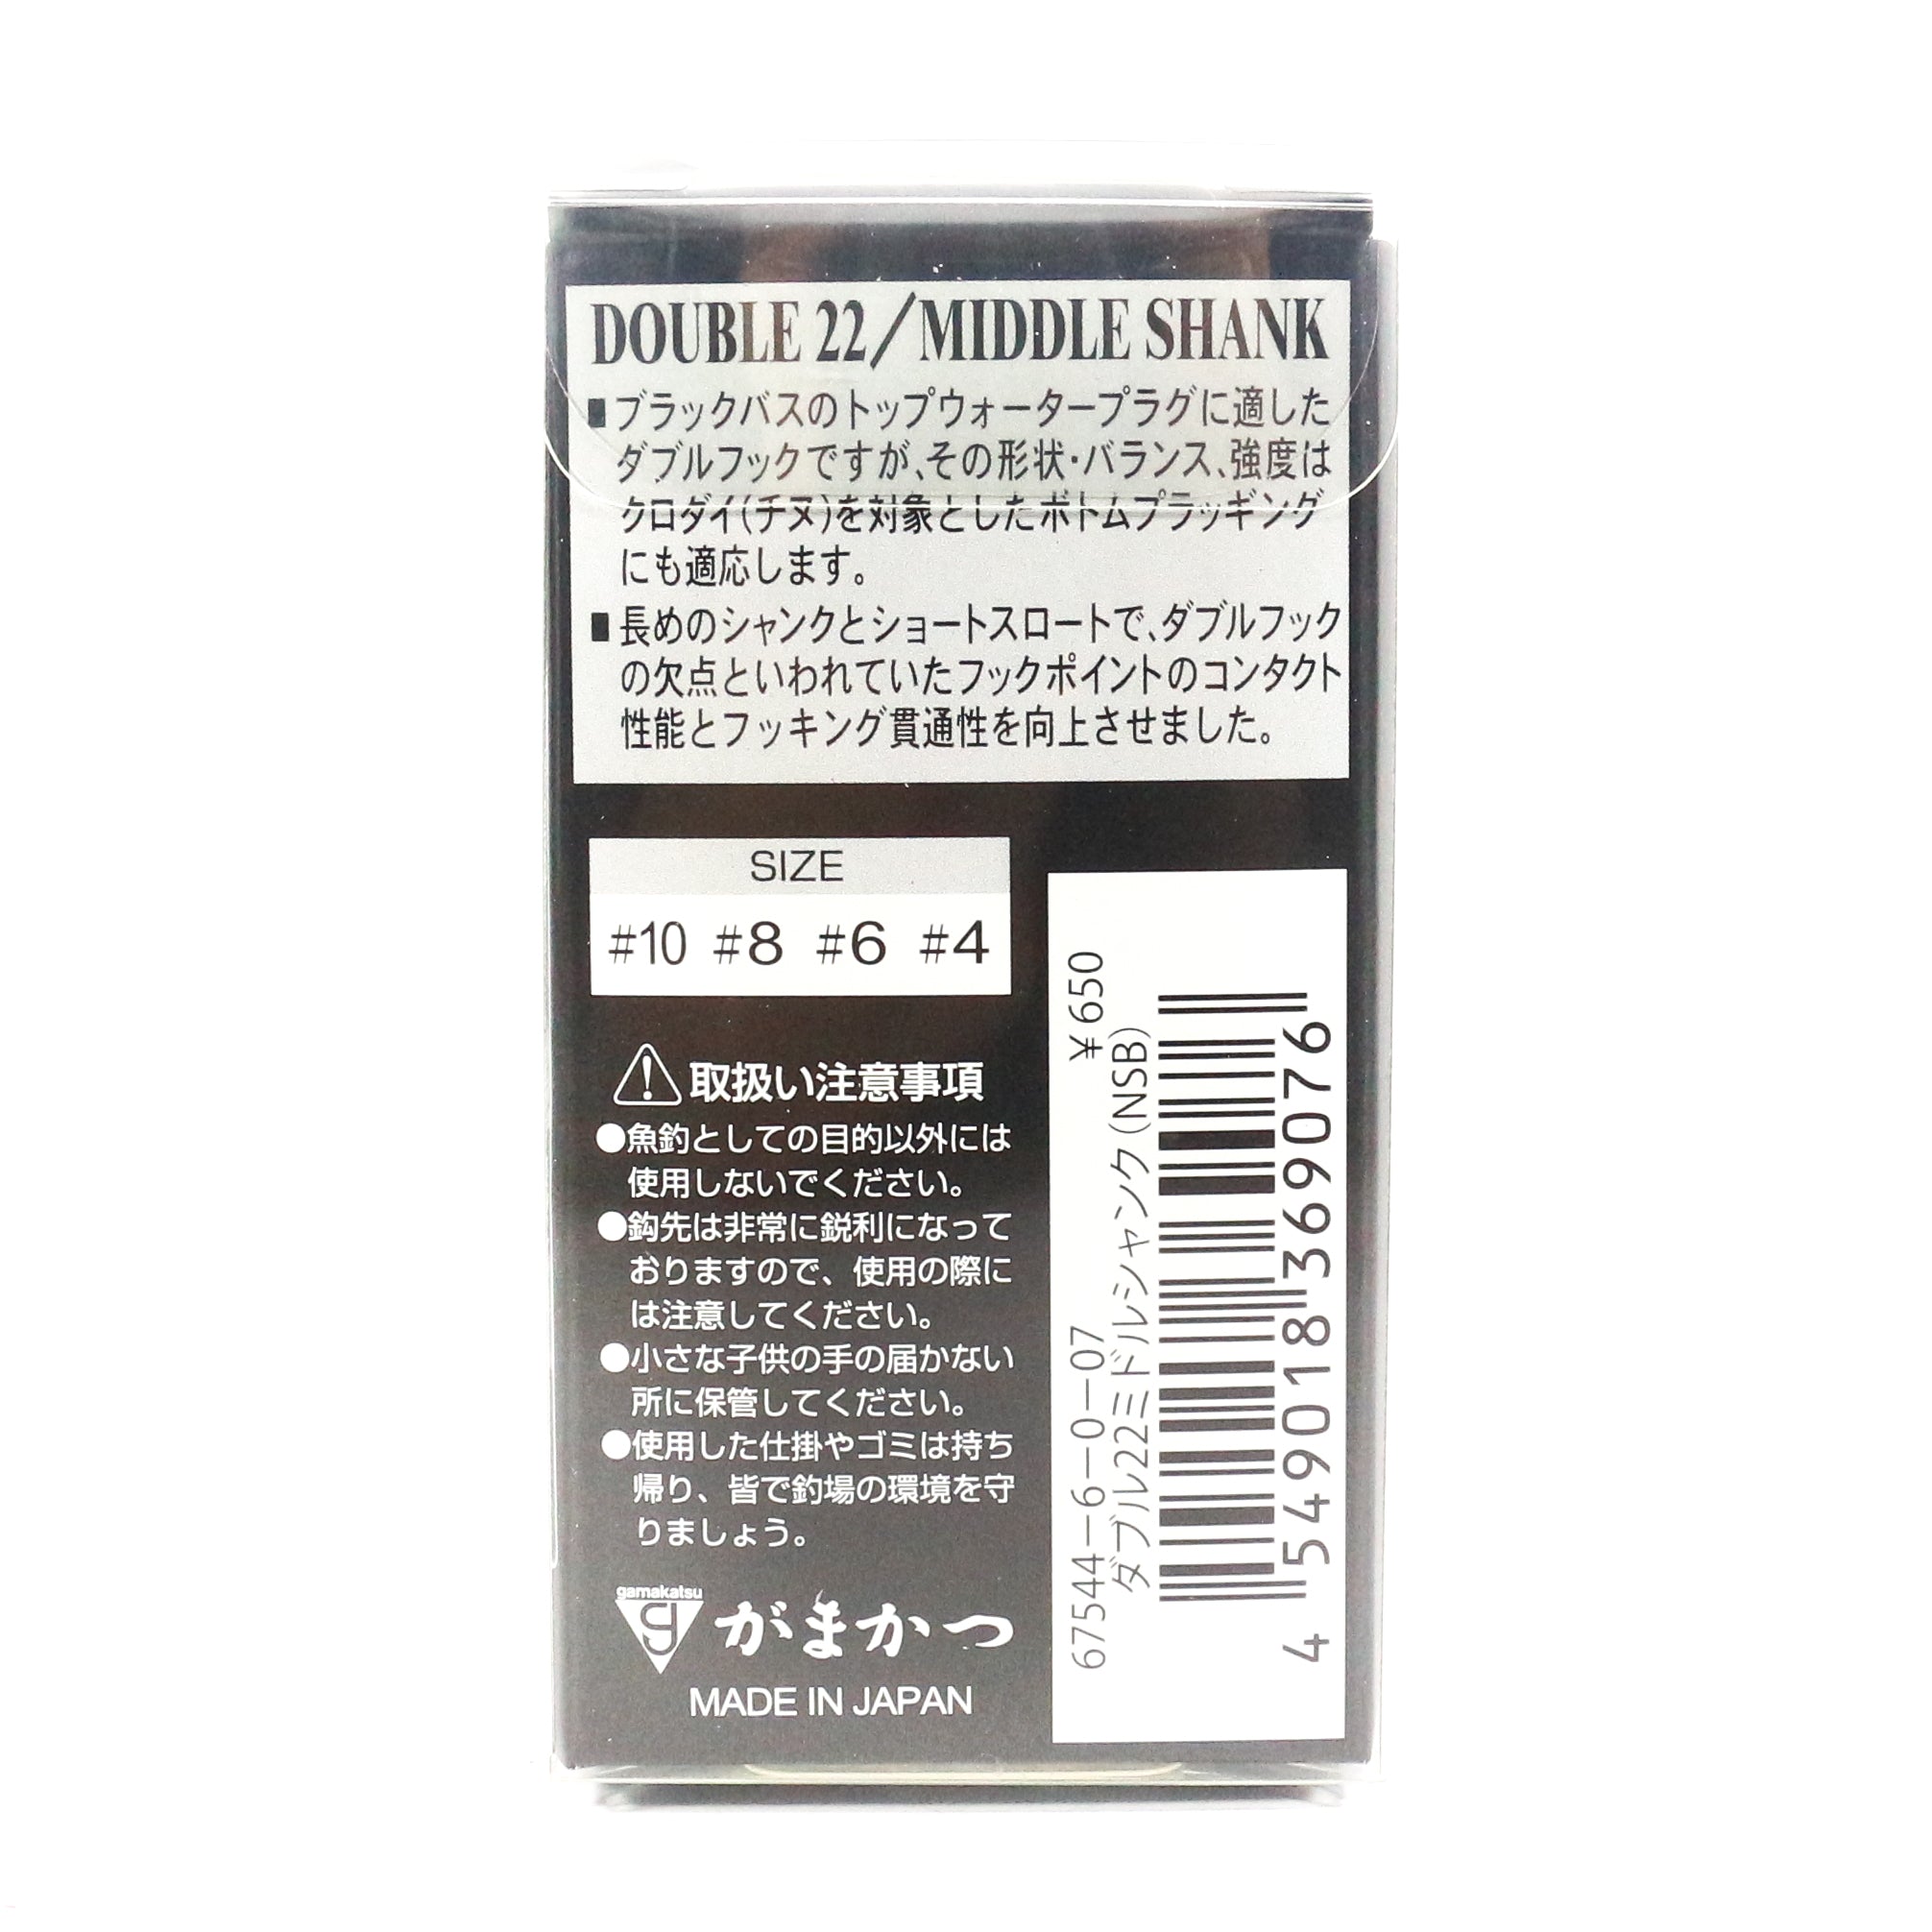 DOUBLE 22/MIDDLE SHANK
■ブラックバスのトップウォータープラグに適した
ダブルフックですが、その形状・バランス、強度は
クロダイ(チヌ)を対象としたボトムプラッギング
にも適応します。
■長めのシャンクとショートスロートで、ダブルフック
の欠点といわれていたフックポイントのコンタクト
性能とフッキング貫通性を向上させました。
SIZE
#10 #8 #6 #4
⚠取扱い注意事項
●魚釣としての目的以外には
使用しないでください。
●鈎先は非常に鋭利になって
おりますので、使用の際に
は注意してください。
●小さな子供の手の届かない
所に保管してください。
●使用した仕掛やゴミは持ち
帰り、皆で釣場の環境を守
りましょう。
gamakatsu
g がまかつ
MADE IN JAPAN
67544-6-0-07 ¥650
ダブル22ミドルシャンク(NSB)
4 549018 369076